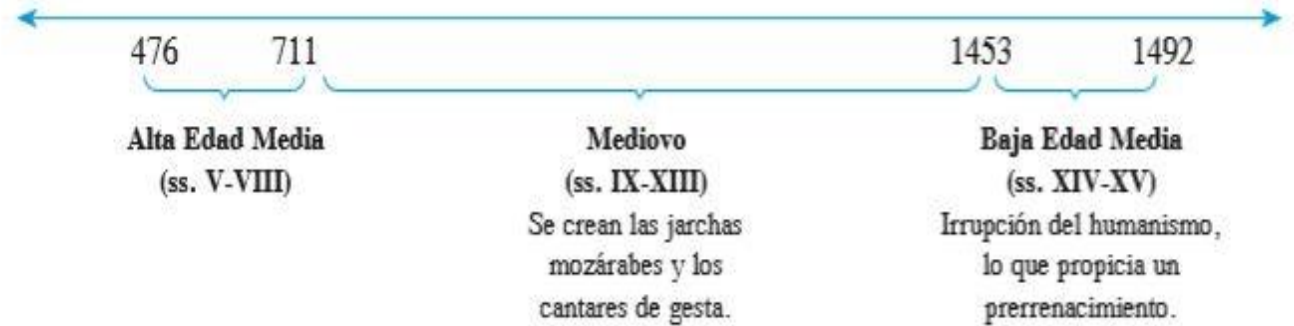 476 711 1453 1492
Alta Edad Media
(ss. V-VIII)
Mediovo
(ss. IX-XIII)
Se crean las jarchas
mozárabes y los
cantares de gesta.
Baja Edad Media
(ss. XIV-XV)
Irrupción del humanismo,
lo que propicia un
prerrenacimiento.